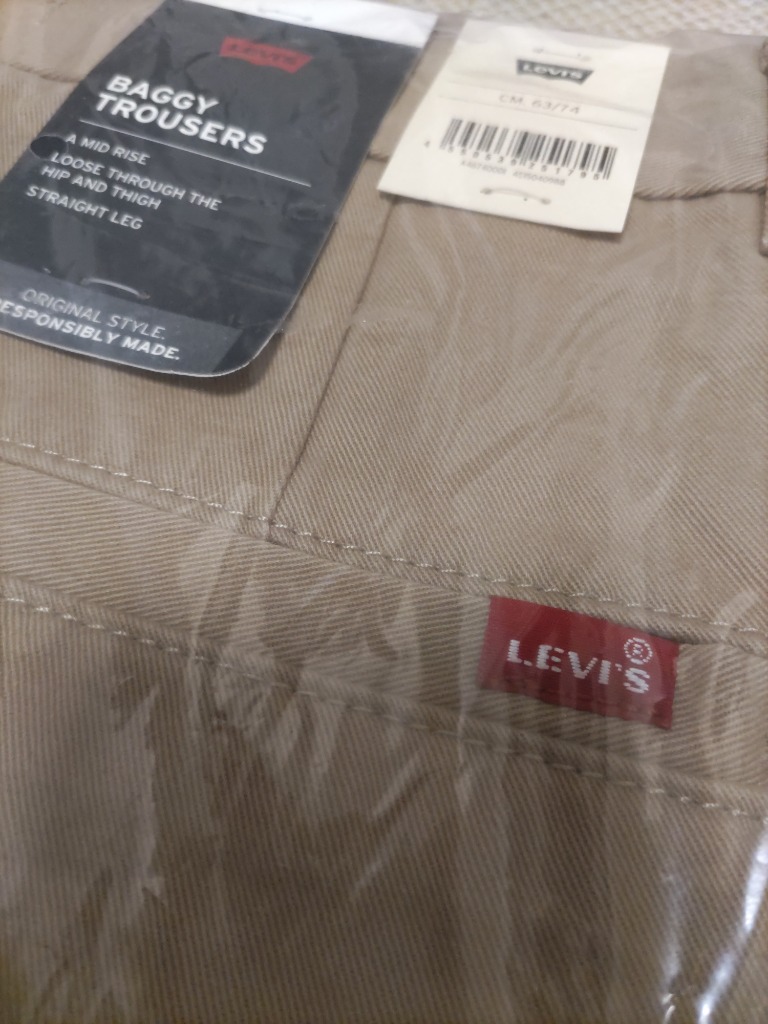 LEVI'S
BAGGY
TROUSERS
A MID RISE
LOOSE THROUGH THE
HIP AND THIGH
STRAIGHT LEG
ORIGINAL STYLE.
RESPONSIBLY MADE.
LEVI'S
CM. 63/74
LEVI'S®